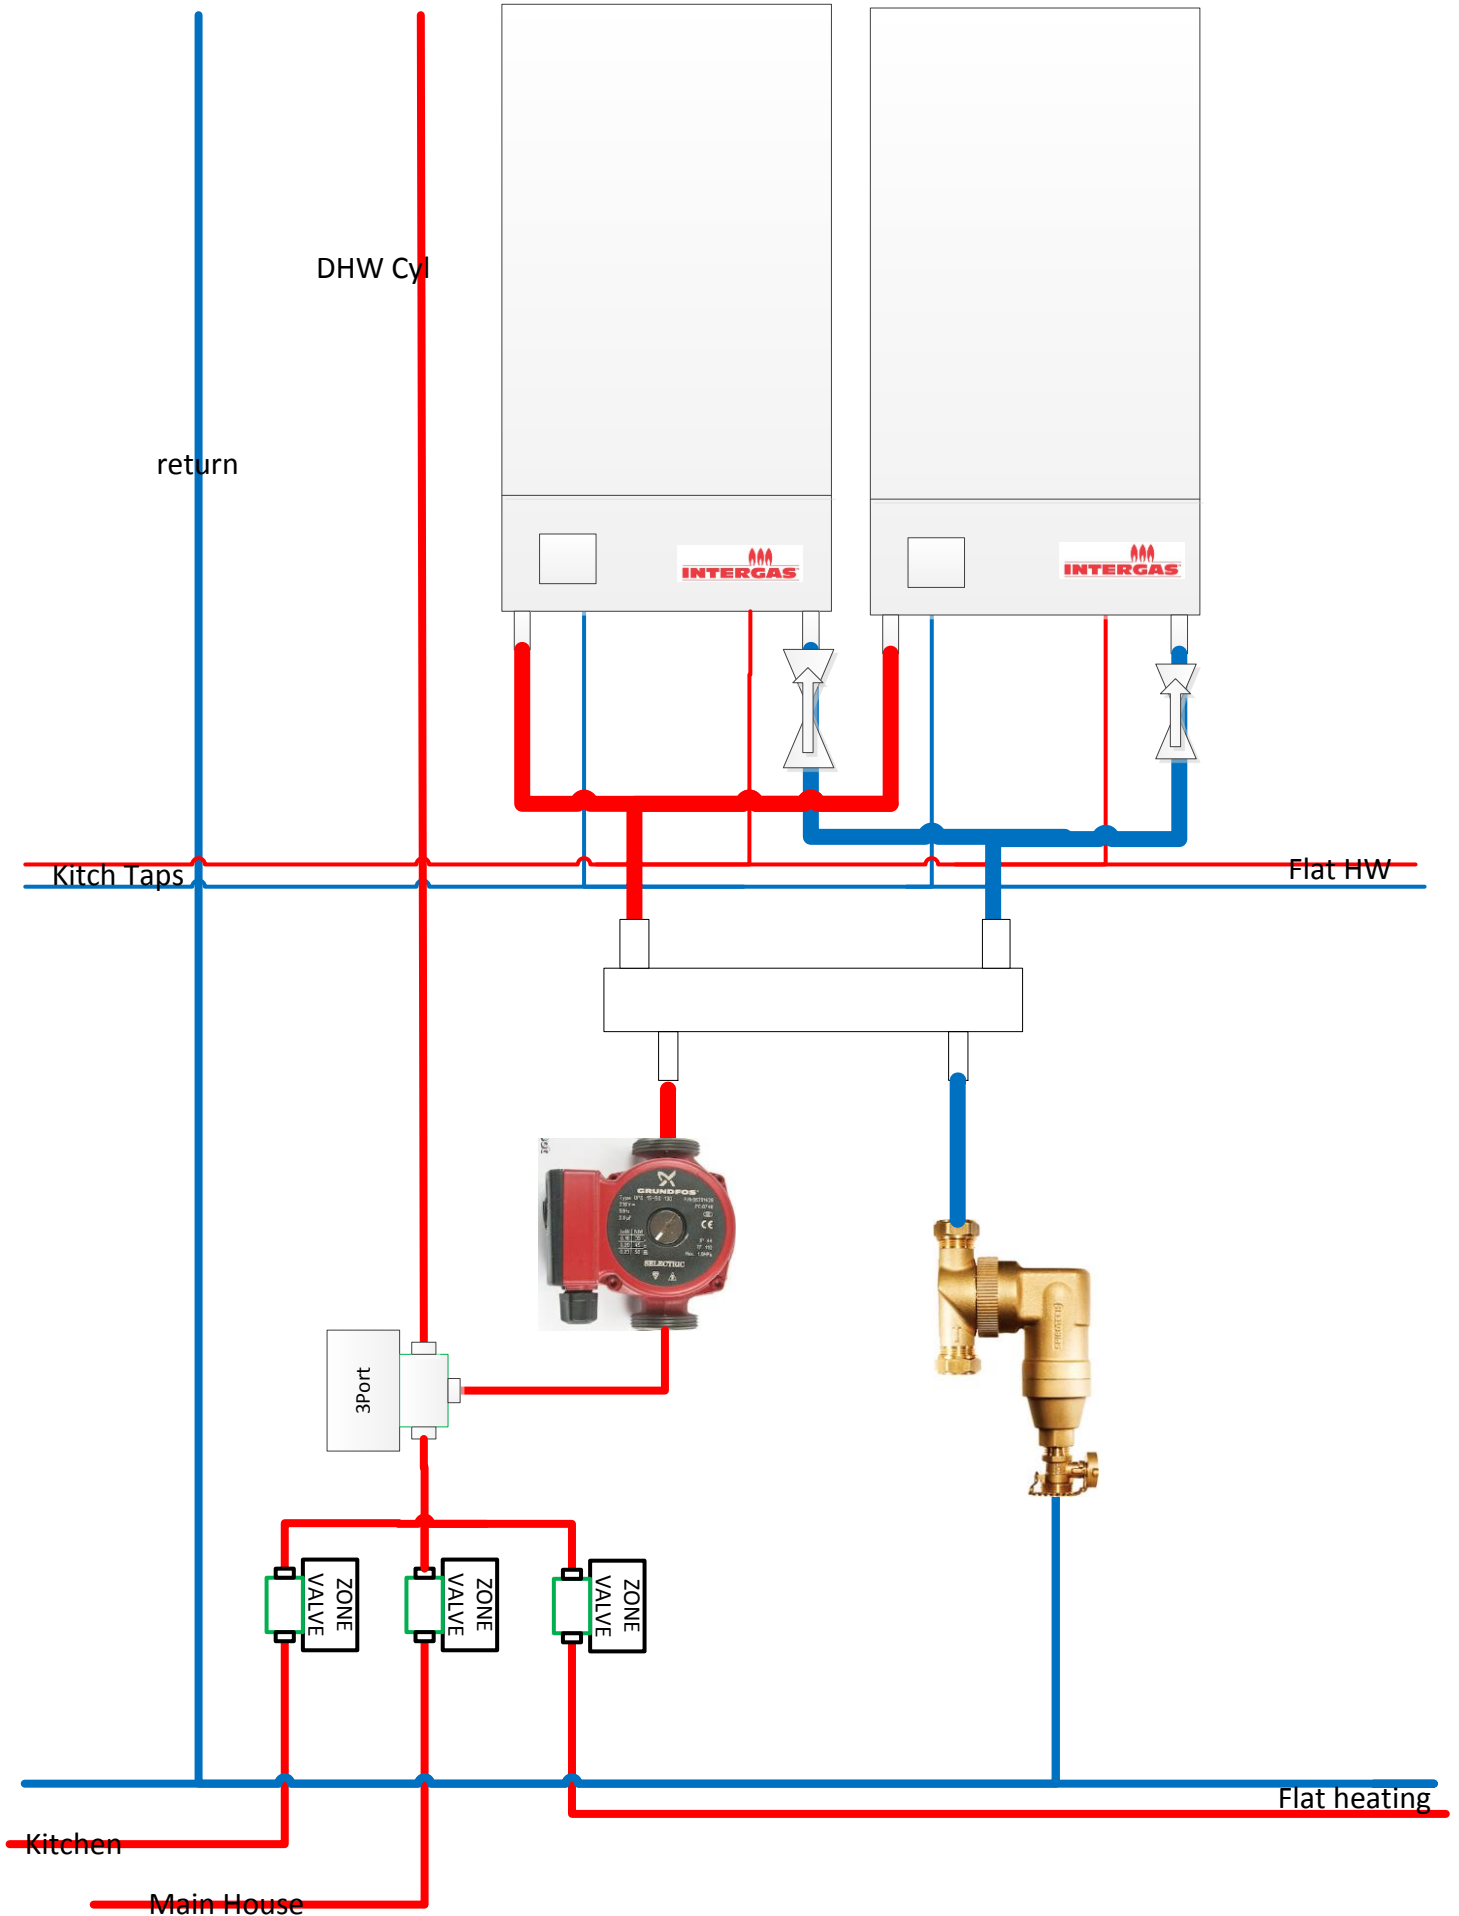 DHW Cyl
return
INTERGAS
INTERGAS
Kitch Taps
Flat HW
GRUNDFOS
SELECTRIC
3Port
ZONE
VALVE
ZONE
VALVE
ZONE
VALVE
Flat heating
Kitchen
Main House